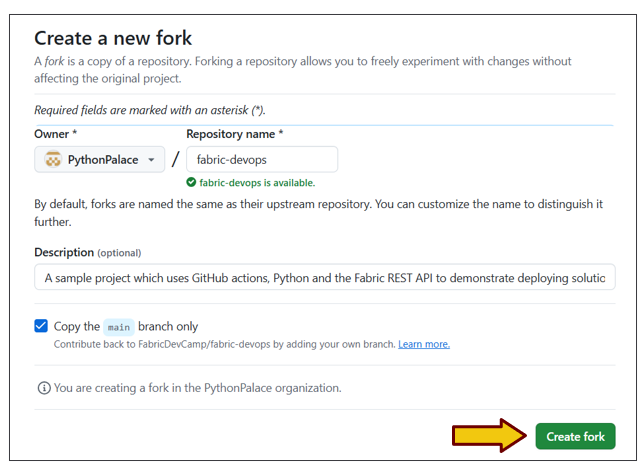 Create a new fork
A fork is a copy of a repository. Forking a repository allows you to freely experiment with changes without
affecting the original project.
Required fields are marked with an asterisk (*).
Owner * Repository name *
PythonPalace / fabric-devops
fabric-devops is available.
By default, forks are named the same as their upstream repository. You can customize the name to distinguish it
further.
Description (optional)
A sample project which uses GitHub actions, Python and the Fabric REST API to demonstrate deploying solutio
Copy the main branch only
Contribute back to FabricDevCamp/fabric-devops by adding your own branch. Learn more.
You are creating a fork in the PythonPalace organization.
Create fork